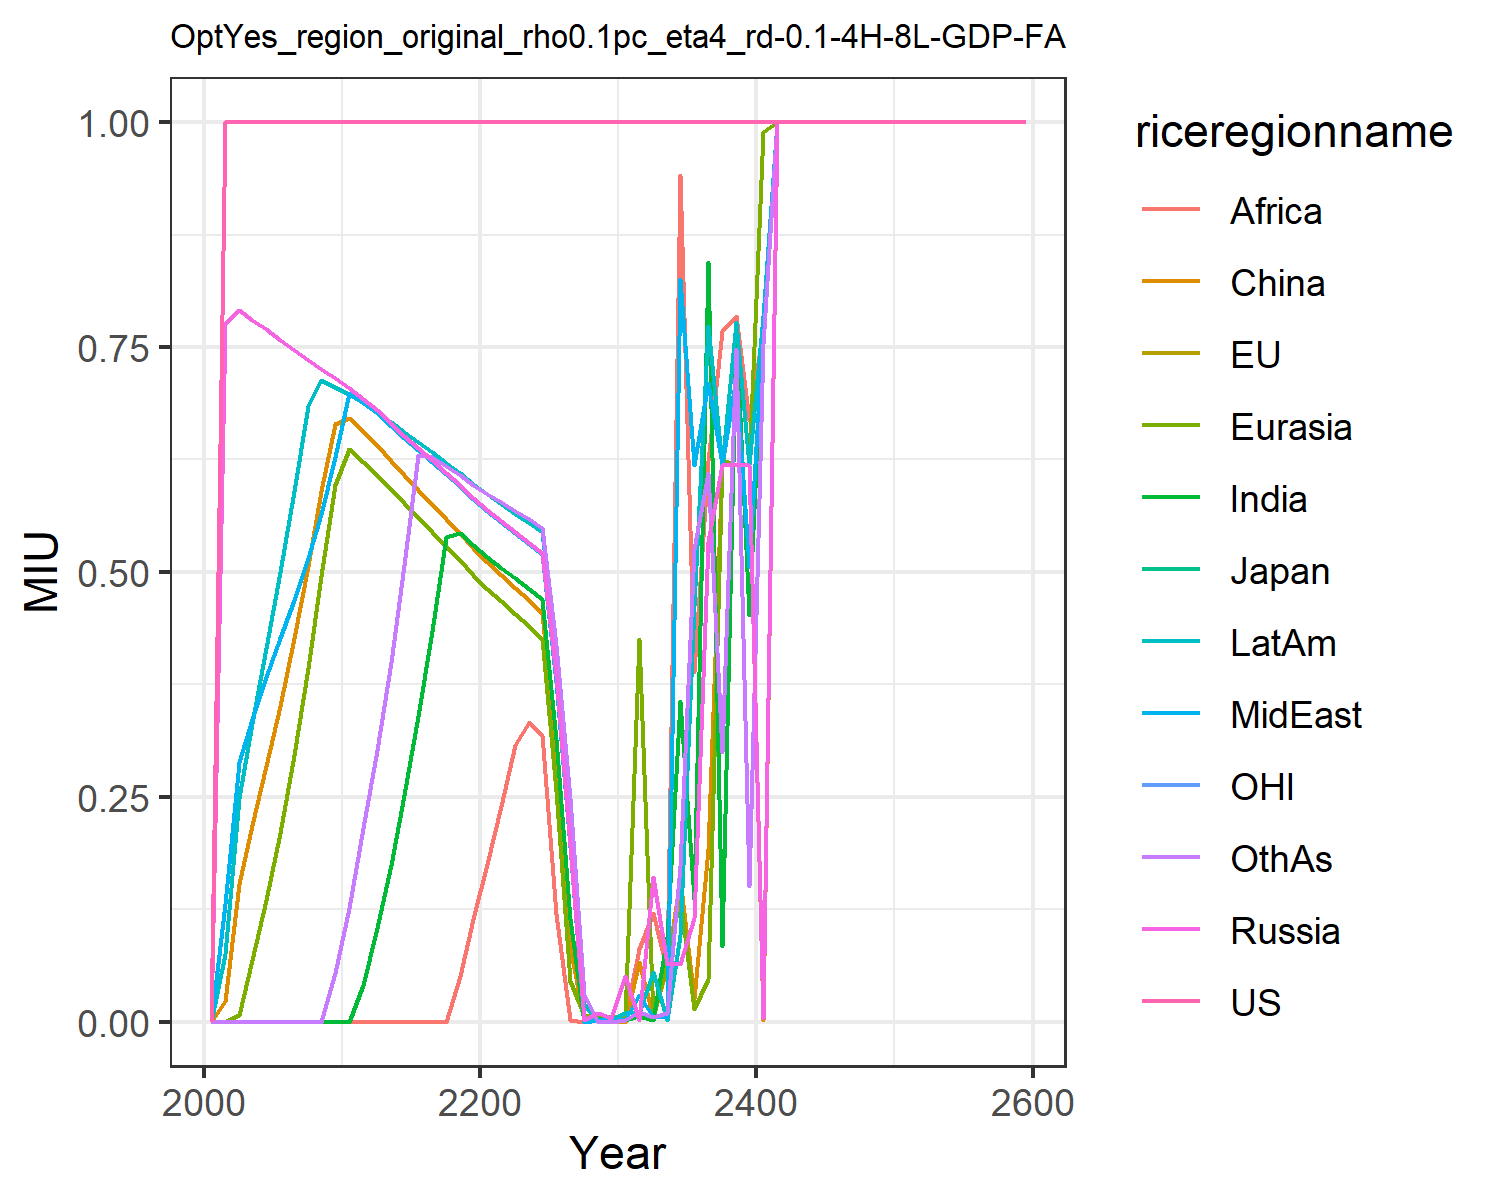 OptYes_region_original_rho0.1pc_eta4_rd-0.1-4H-8L-GDP-FA
1.00
0.75
0.50
0.25
0.00
MIU
2000
2200
2400
2600
Year
riceregionname
Africa
China
EU
Eurasia
India
Japan
LatAm
MidEast
OHI
OthAs
Russia
US